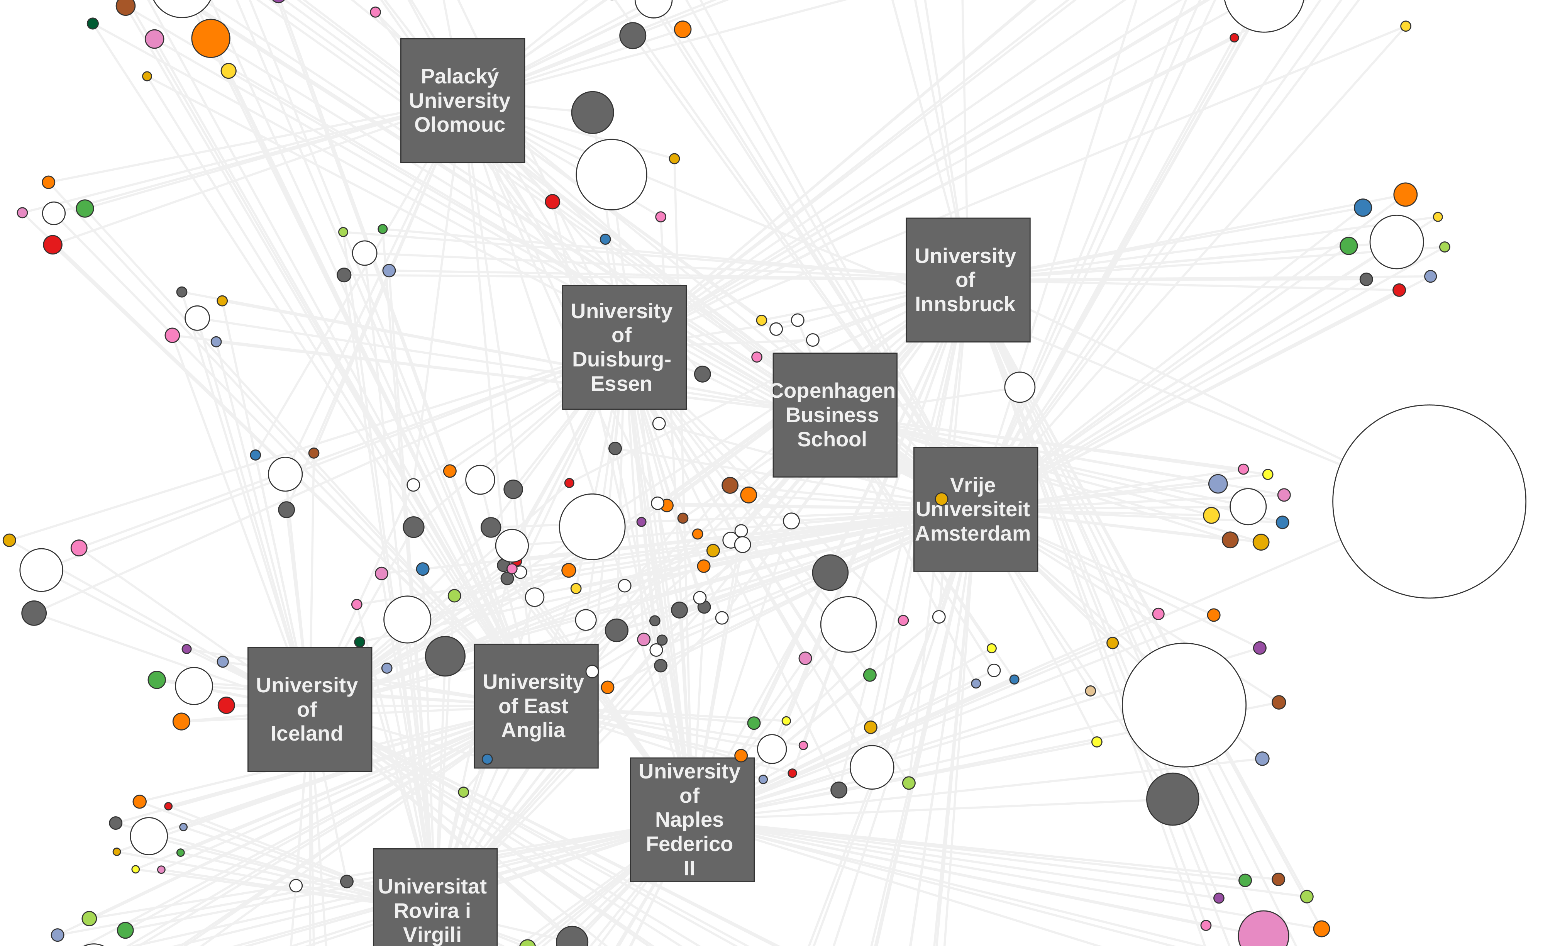 Palacký
University
Olomouc
University
of
Innsbruck
University
of
Duisburg-
Essen
Copenhagen
Business
School
Vrije
Universiteit
Amsterdam
University
of
Iceland
University
of East
Anglia
University
of
Naples
Federico
II
Universitat
Rovira i
Virgili